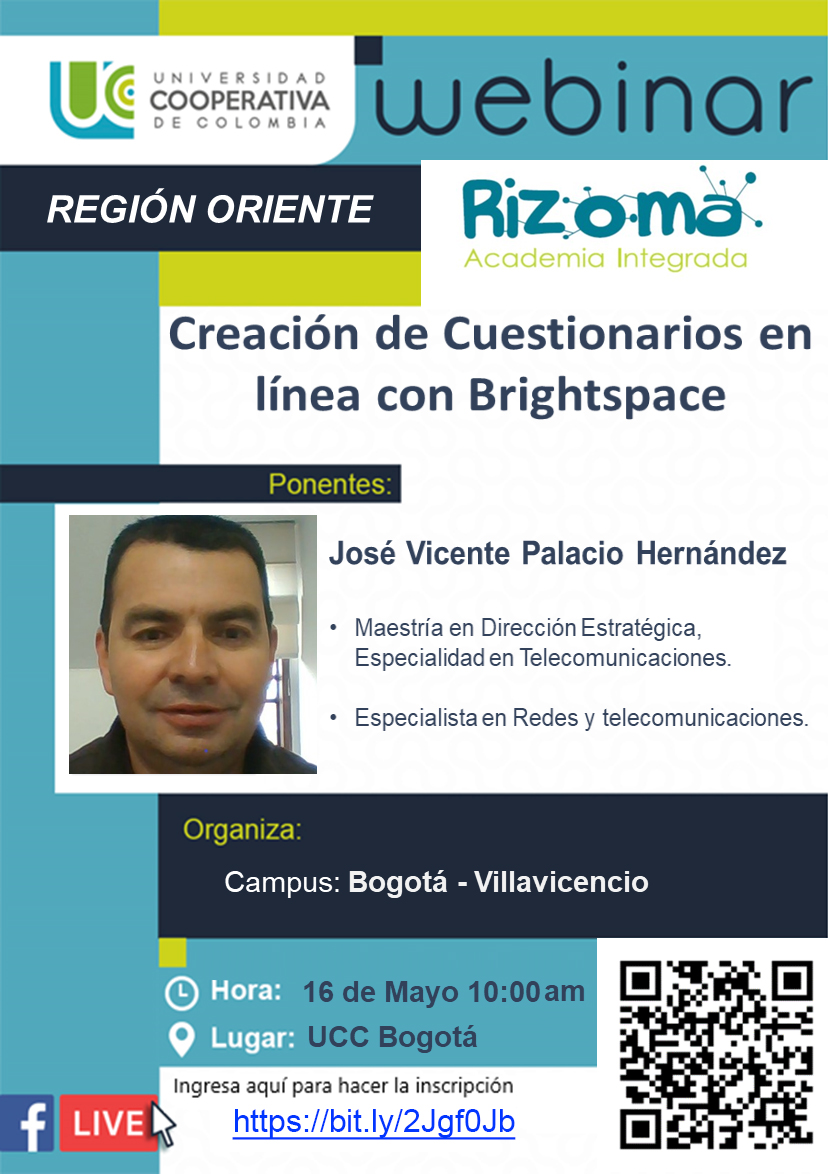 UNIVERSIDAD
COOPERATIVA
DE COLOMBIA
webinar
REGIÓN ORIENTE
Rizoma
Academia Integrada
Creación de Cuestionarios en
línea con Brightspace
Ponentes:
José Vicente Palacio Hernández
• Maestría en Dirección Estratégica,
Especialidad en Telecomunicaciones.
• Especialista en Redes y telecomunicaciones.
Organiza:
Campus: Bogotá - Villavicencio
Hora: 16 de Mayo 10:00 am
Lugar: UCC Bogotá
Ingresa aquí para hacer la inscripción
https://bit.ly/2Jgf0Jb
f LIVE